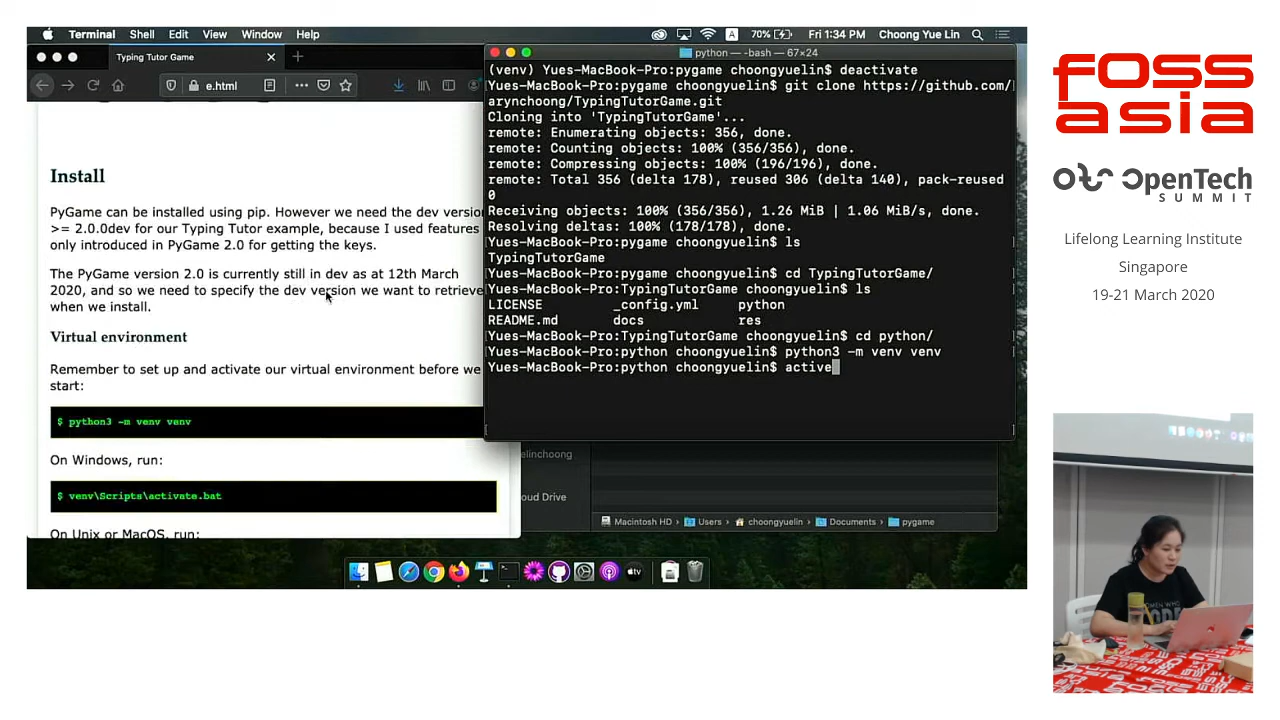 Terminal Shell Edit View Window Help
A 70% Fri 1:34 PM Choong Yue Lin
Typing Tutor Game
e.html
Install
PyGame can be installed using pip. However we need the dev version
>= 2.0.0dev for our Typing Tutor example, because I used features
only introduced in PyGame 2.0 for getting the keys.
The PyGame version 2.0 is currently still in dev as at 12th March
2020, and so we need to specify the dev version we want to retrieve
when we install.
Virtual environment
Remember to set up and activate our virtual environment before we
start:
$ python3 -m venv venv
On Windows, run:
$ venv\Scripts\activate.bat
On Unix or MacOS, run:
python — -bash — 67×24
(venv) Yues-MacBook-Pro:pygame choongyuelin$ deactivate
Yues-MacBook-Pro:pygame choongyuelin$ git clone https://github.com/
arynchoong/TypingTutorGame.git
Cloning into 'TypingTutorGame'...
remote: Enumerating objects: 356, done.
remote: Counting objects: 100% (356/356), done.
remote: Compressing objects: 100% (196/196), done.
remote: Total 356 (delta 178), reused 306 (delta 140), pack-reused
0
Receiving objects: 100% (356/356), 1.26 MiB | 1.06 MiB/s, done.
Resolving deltas: 100% (178/178), done.
Yues-MacBook-Pro:pygame choongyuelin$ ls
TypingTutorGame
Yues-MacBook-Pro:pygame choongyuelin$ cd TypingTutorGame/
Yues-MacBook-Pro:TypingTutorGame choongyuelin$ ls
LICENSE _config.yml python
README.md docs res
Yues-MacBook-Pro:TypingTutorGame choongyuelin$ cd python/
Yues-MacBook-Pro:python choongyuelin$ python3 -m venv venv
Yues-MacBook-Pro:python choongyuelin$ active
elinchoong
oud Drive
Macintosh HD › Users › choongyuelin › Documents › pygame
tv
FOSS
asia
OpenTech
SUMMIT
Lifelong Learning Institute
Singapore
19-21 March 2020